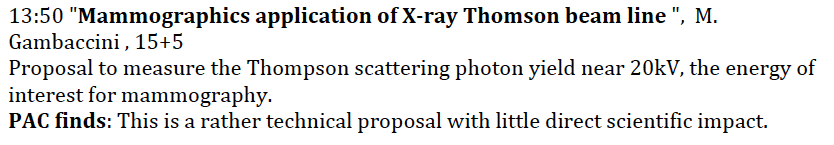 13:50 "Mammographics application of X-ray Thomson beam line ", M.
Gambaccini , 15+5
Proposal to measure the Thompson scattering photon yield near 20kV, the energy of
interest for mammography.
PAC finds: This is a rather technical proposal with little direct scientific impact.